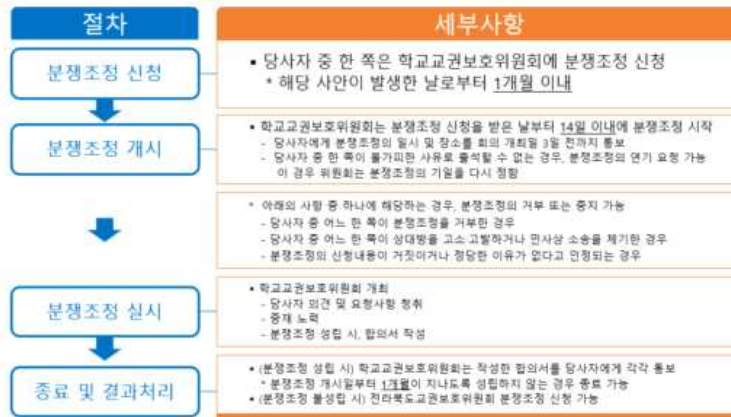 절차
세부사항
분쟁조정 신청
▪ 당사자 중 한 쪽은 학교교권보호위원회에 분쟁조정 신청
* 해당 사안이 발생한 날로부터 1개월 이내
분쟁조정 개시
▪ 학교교권보호위원회는 분쟁조정 신청을 받은 날부터 14일 이내에 분쟁조정 시작
- 당사자에게 분쟁조정의 일시 및 장소를 회의 개최일 3일 전까지 통보
- 당사자 중 한 쪽이 불가피한 사유로 출석할 수 없는 경우, 분쟁조정의 연기 요청 가능
이 경우 위원회는 분쟁조정의 기일을 다시 정함
* 아래의 사항 중 하나에 해당하는 경우, 분쟁조정의 거부 또는 중지 가능
- 당사자 중 어느 한 쪽이 분쟁조정을 거부한 경우
- 당사자 중 어느 한 쪽이 상대방을 고소·고발하거나 민사상 소송을 제기한 경우
- 분쟁조정의 신청내용이 거짓이거나 정당한 이유가 없다고 인정되는 경우
분쟁조정 실시
▪ 학교교권보호위원회 개최
- 당사자 의견 및 요청사항 청취
- 중재 노력
- 분쟁조정 성립 시, 합의서 작성
종료 및 결과처리
▪ (분쟁조정 성립 시) 학교교권보호위원회는 작성한 합의서를 당사자에게 각각 통보
* 분쟁조정 개시일부터 1개월이 지나도록 성립하지 않는 경우 종료 가능
▪ (분쟁조정 불성립 시) 전라북도교권보호위원회 분쟁조정 신청 가능